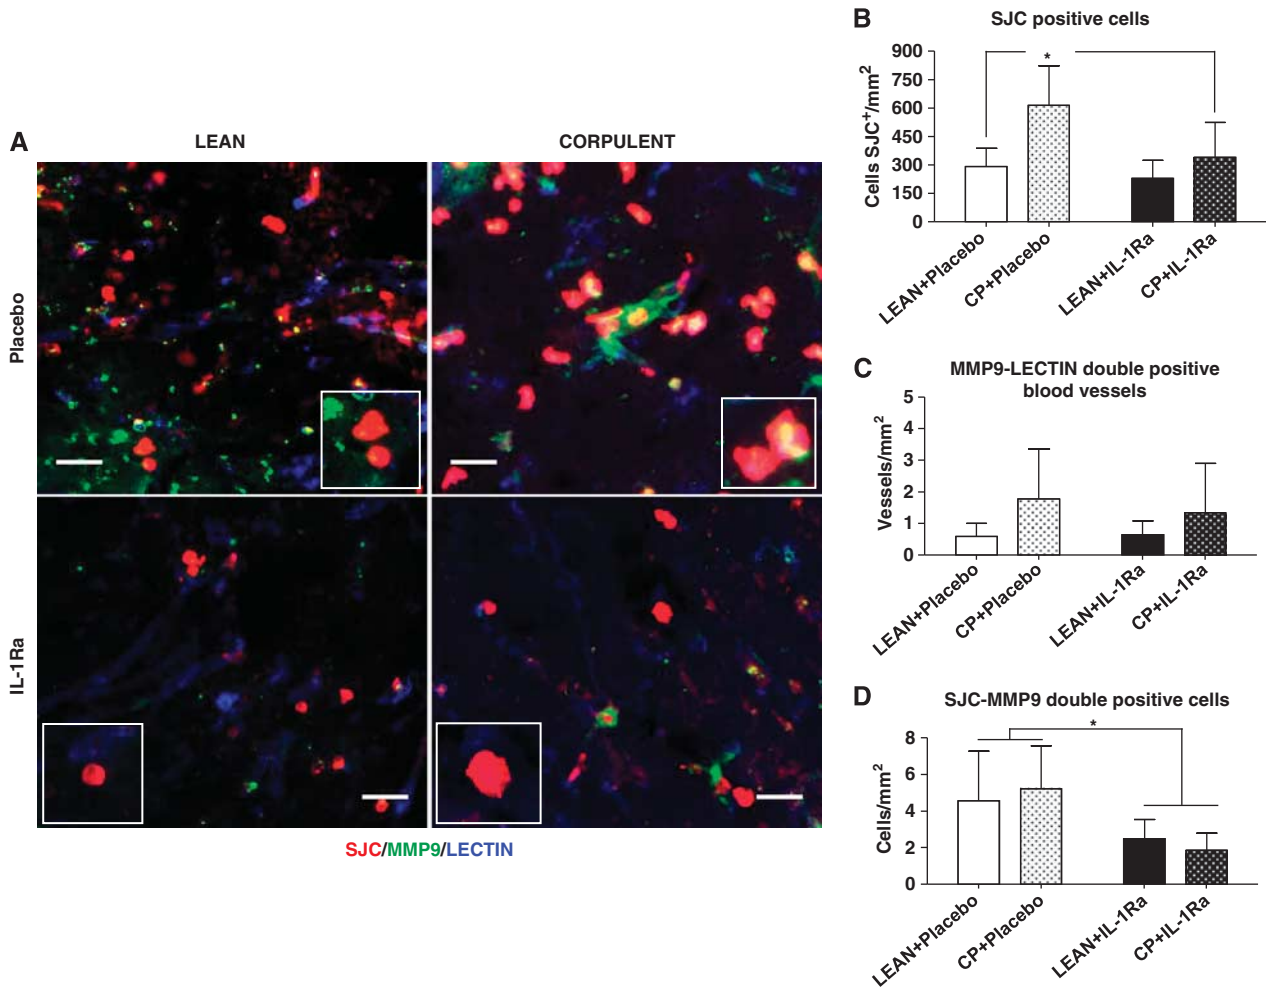 A
LEAN
CORPULENT
Placebo
IL-1Ra
SJC/MMP9/LECTIN
B
SJC positive cells
Cells SJC+/mm2
900
750
600
450
300
150
0
*
LEAN+Placebo
CP+Placebo
LEAN+IL-1Ra
CP+IL-1Ra
C
MMP9-LECTIN double positive
blood vessels
Vessels/mm2
5
4
3
2
1
0
LEAN+Placebo
CP+Placebo
LEAN+IL-1Ra
CP+IL-1Ra
D
SJC-MMP9 double positive cells
Cells/mm2
8
6
4
2
0
*
LEAN+Placebo
CP+Placebo
LEAN+IL-1Ra
CP+IL-1Ra